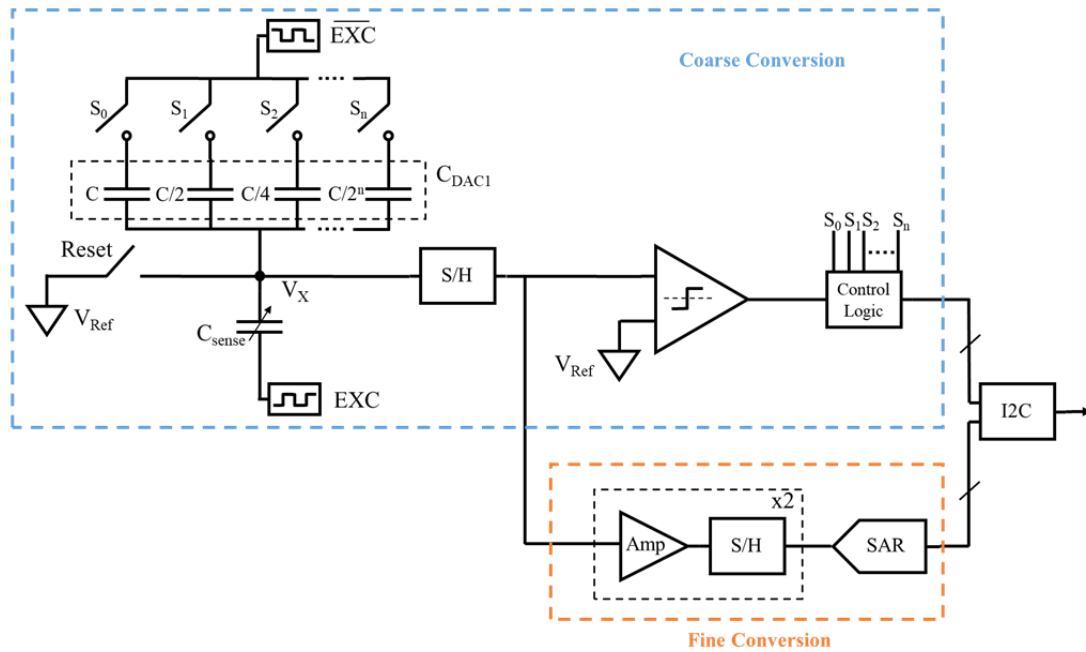 EXC
Coarse Conversion
S0 S1 S2 Sn
C C/2 C/4 C/2ⁿ CDAC1
S0 S1 S2 Sn
Reset
VRef
VX
S/H
Control
Logic
Csense
VRef
EXC
I2C
x2
Amp
S/H
SAR
Fine Conversion